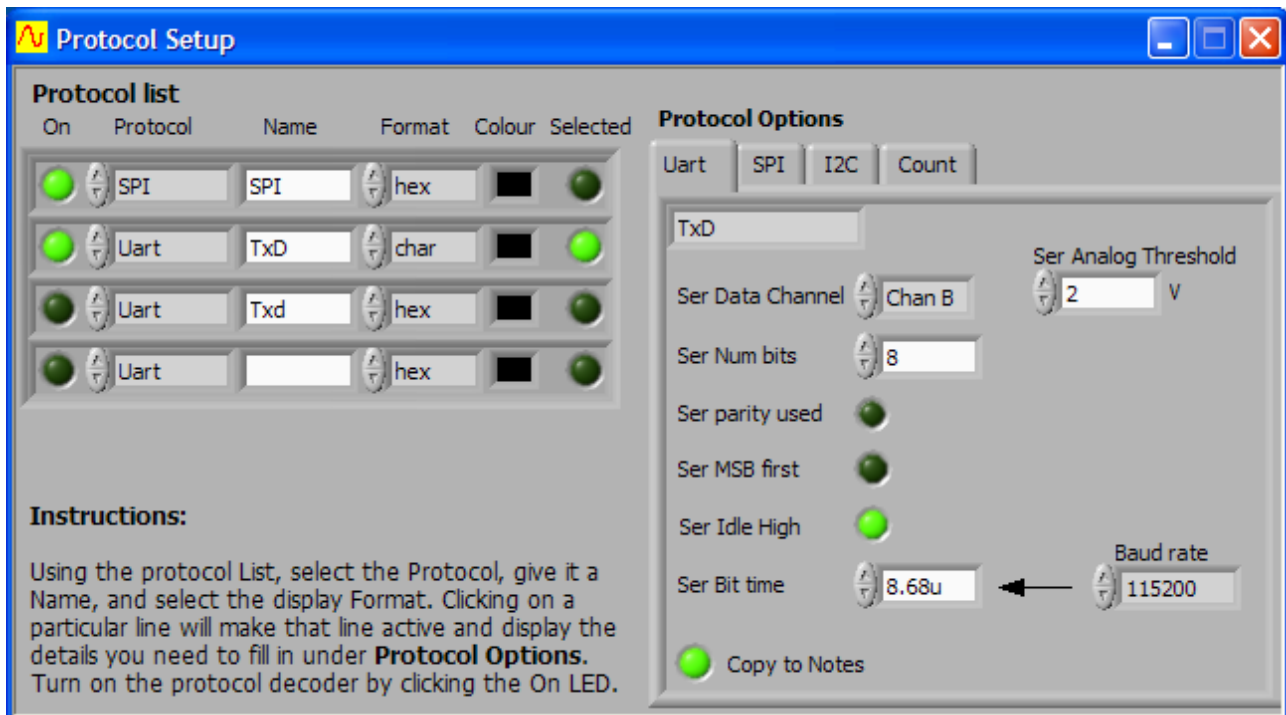 Protocol Setup
Protocol list
On Protocol Name Format Colour Selected
SPI SPI hex
Uart TxD char
Uart Txd hex
Uart hex
Instructions:
Using the protocol List, select the Protocol, give it a
Name, and select the display Format. Clicking on a
particular line will make that line active and display the
details you need to fill in under Protocol Options.
Turn on the protocol decoder by clicking the On LED.
Protocol Options
Uart SPI I2C Count
TxD
Ser Analog Threshold
Ser Data Channel Chan B 2 V
Ser Num bits 8
Ser parity used
Ser MSB first
Ser Idle High
Baud rate
Ser Bit time 8.68u 115200
Copy to Notes